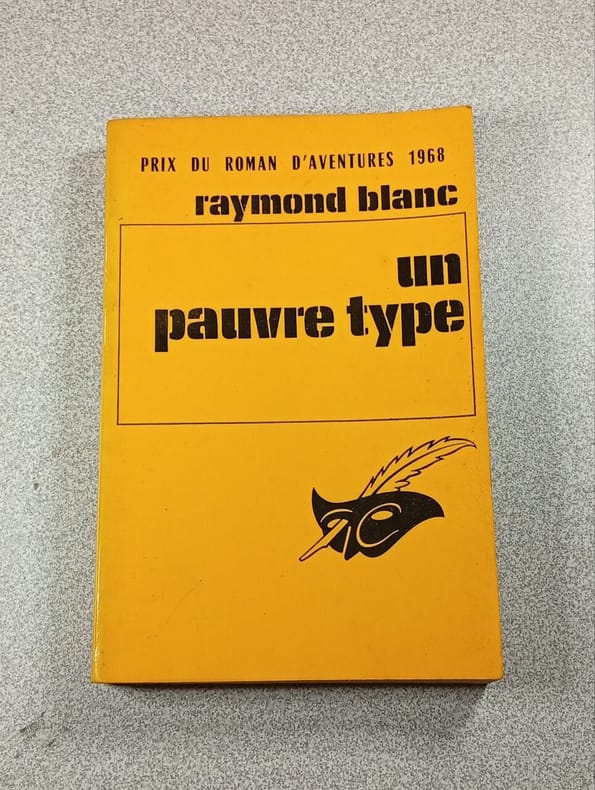 PRIX DU ROMAN D'AVENTURES 1968
raymond blanc
un
pauvre type